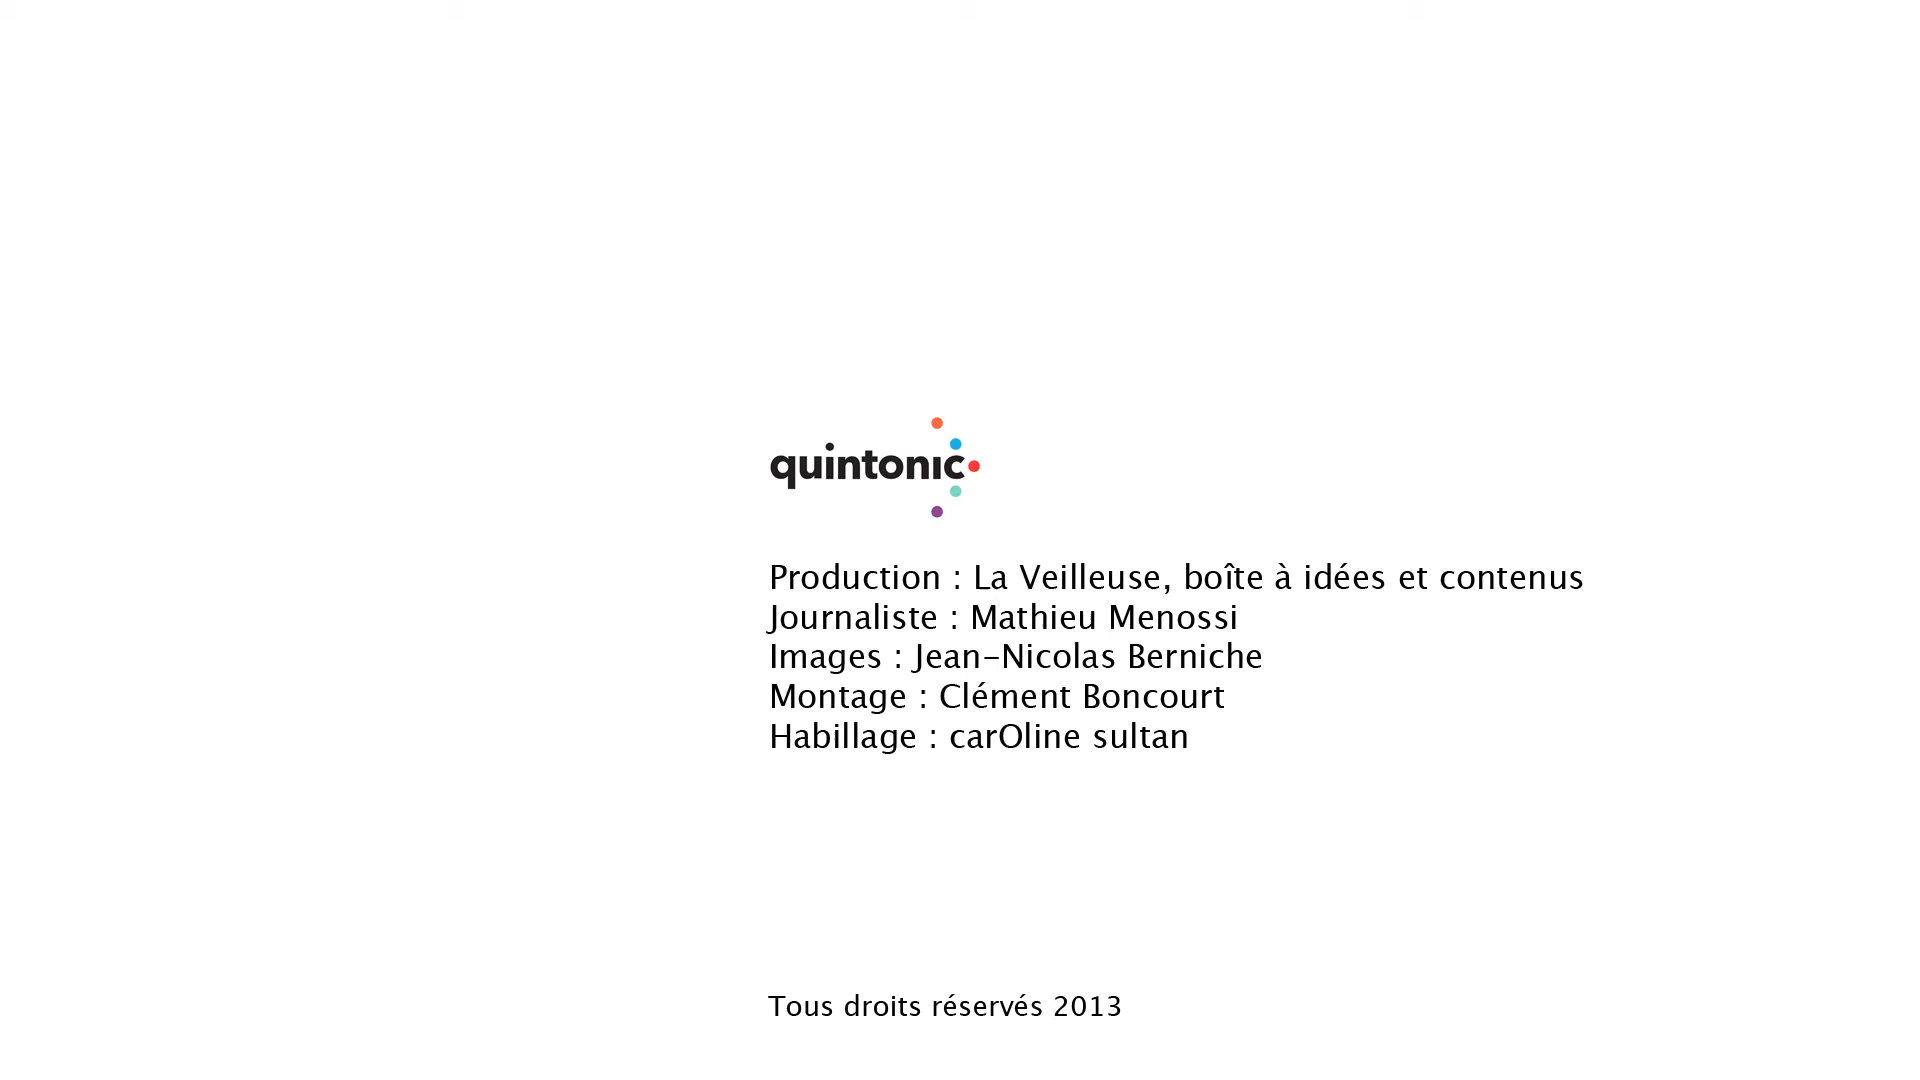 quintonic
Production : La Veilleuse, boîte à idées et contenus
Journaliste : Mathieu Menossi
Images : Jean-Nicolas Berniche
Montage : Clément Boncourt
Habillage : carOline sultan
Tous droits réservés 2013